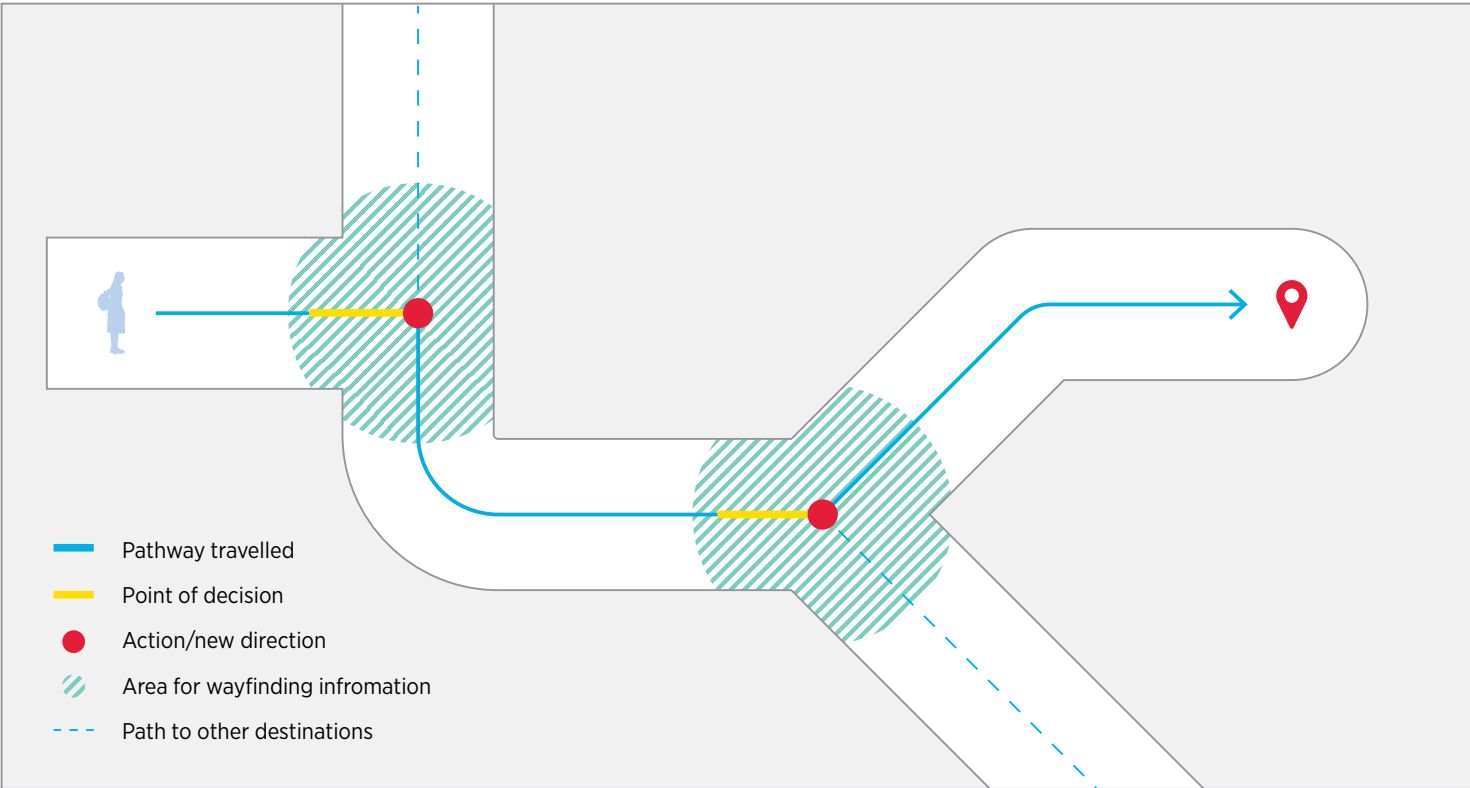 Pathway travelled
Point of decision
Action/new direction
Area for wayfinding infromation
Path to other destinations